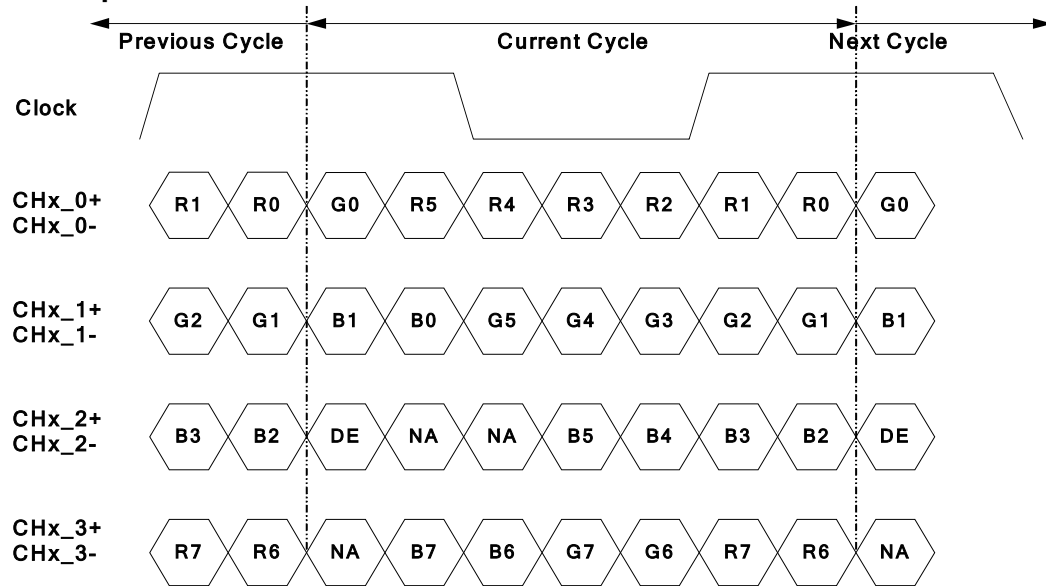 Previous Cycle Current Cycle Next Cycle
Clock
CHx_0+
CHx_0-
R1 R0 G0 R5 R4 R3 R2 R1 R0 G0
CHx_1+
CHx_1-
G2 G1 B1 B0 G5 G4 G3 G2 G1 B1
CHx_2+
CHx_2-
B3 B2 DE NA NA B5 B4 B3 B2 DE
CHx_3+
CHx_3-
R7 R6 NA B7 B6 G7 G6 R7 R6 NA